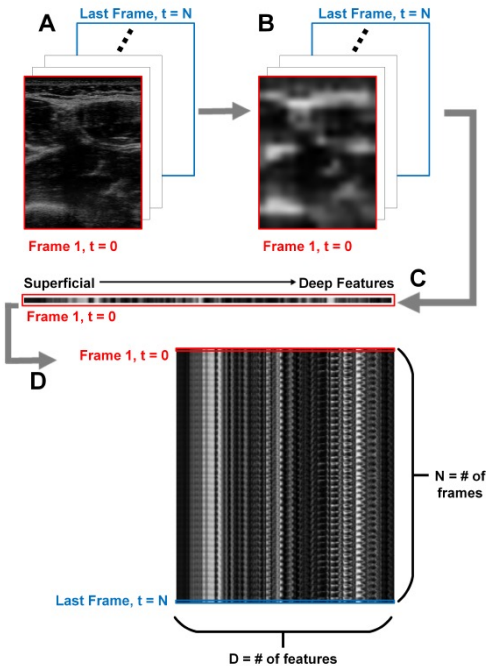 A
Last Frame, t = N
B
Last Frame, t = N
Frame 1, t = 0
Frame 1, t = 0
Superficial
Deep Features
C
Frame 1, t = 0
Frame 1, t = 0
D
N = # of
frames
Last Frame, t = N
D = # of features